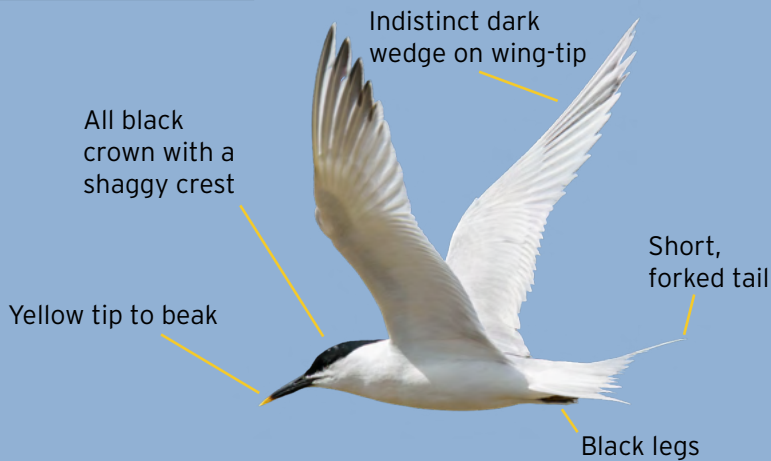 Indistinct dark
wedge on wing-tip
All black
crown with a
shaggy crest
Short,
forked tail
Yellow tip to beak
Black legs